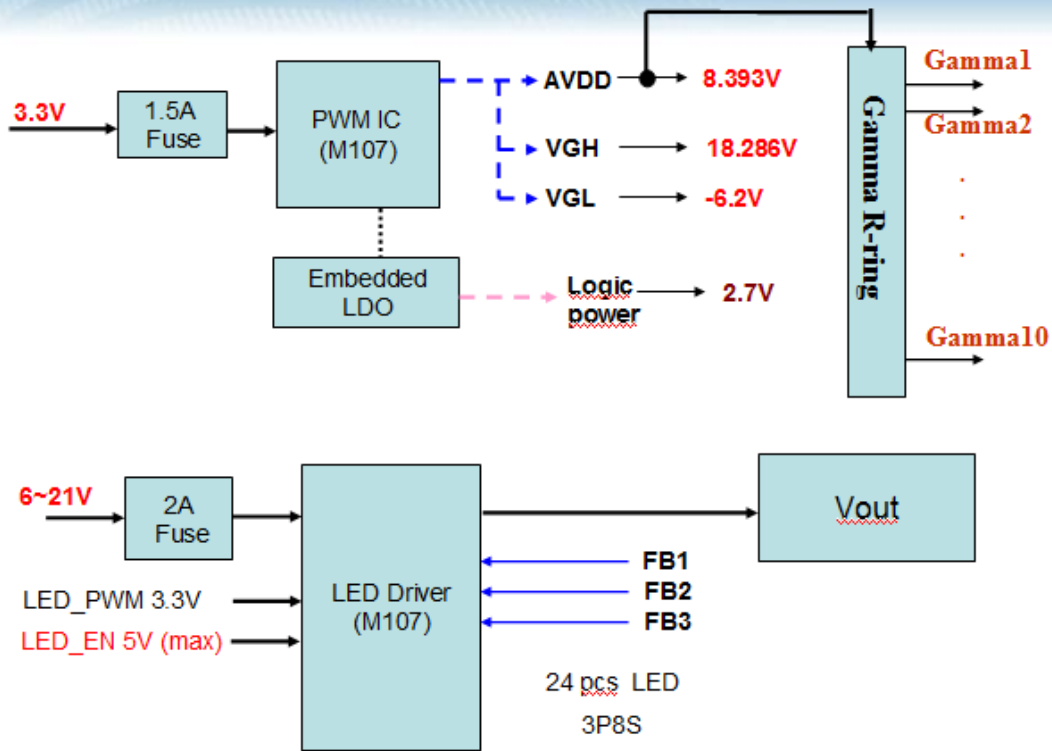 3.3V
1.5A
Fuse
PWM IC
(M107)
AVDD
8.393V
VGH
18.286V
VGL
-6.2V
Embedded
LDO
Logic
power
2.7V
Gamma R-ring
Gamma1
Gamma2
.
.
.
Gamma10
6~21V
2A
Fuse
LED_PWM 3.3V
LED_EN 5V (max)
LED Driver
(M107)
Vout
FB1
FB2
FB3
24 pcs LED
3P8S